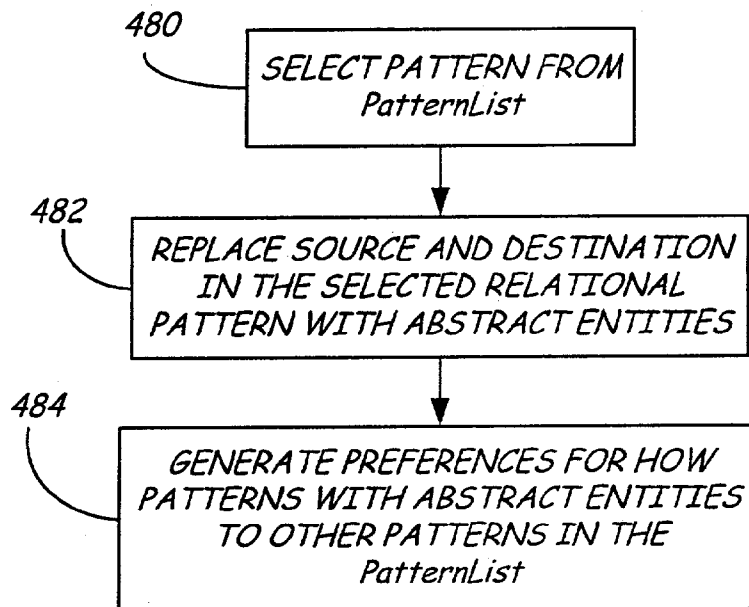 480
SELECT PATTERN FROM
PatternList
482
REPLACE SOURCE AND DESTINATION
IN THE SELECTED RELATIONAL
PATTERN WITH ABSTRACT ENTITIES
484
GENERATE PREFERENCES FOR HOW
PATTERNS WITH ABSTRACT ENTITIES
TO OTHER PATTERNS IN THE
PatternList